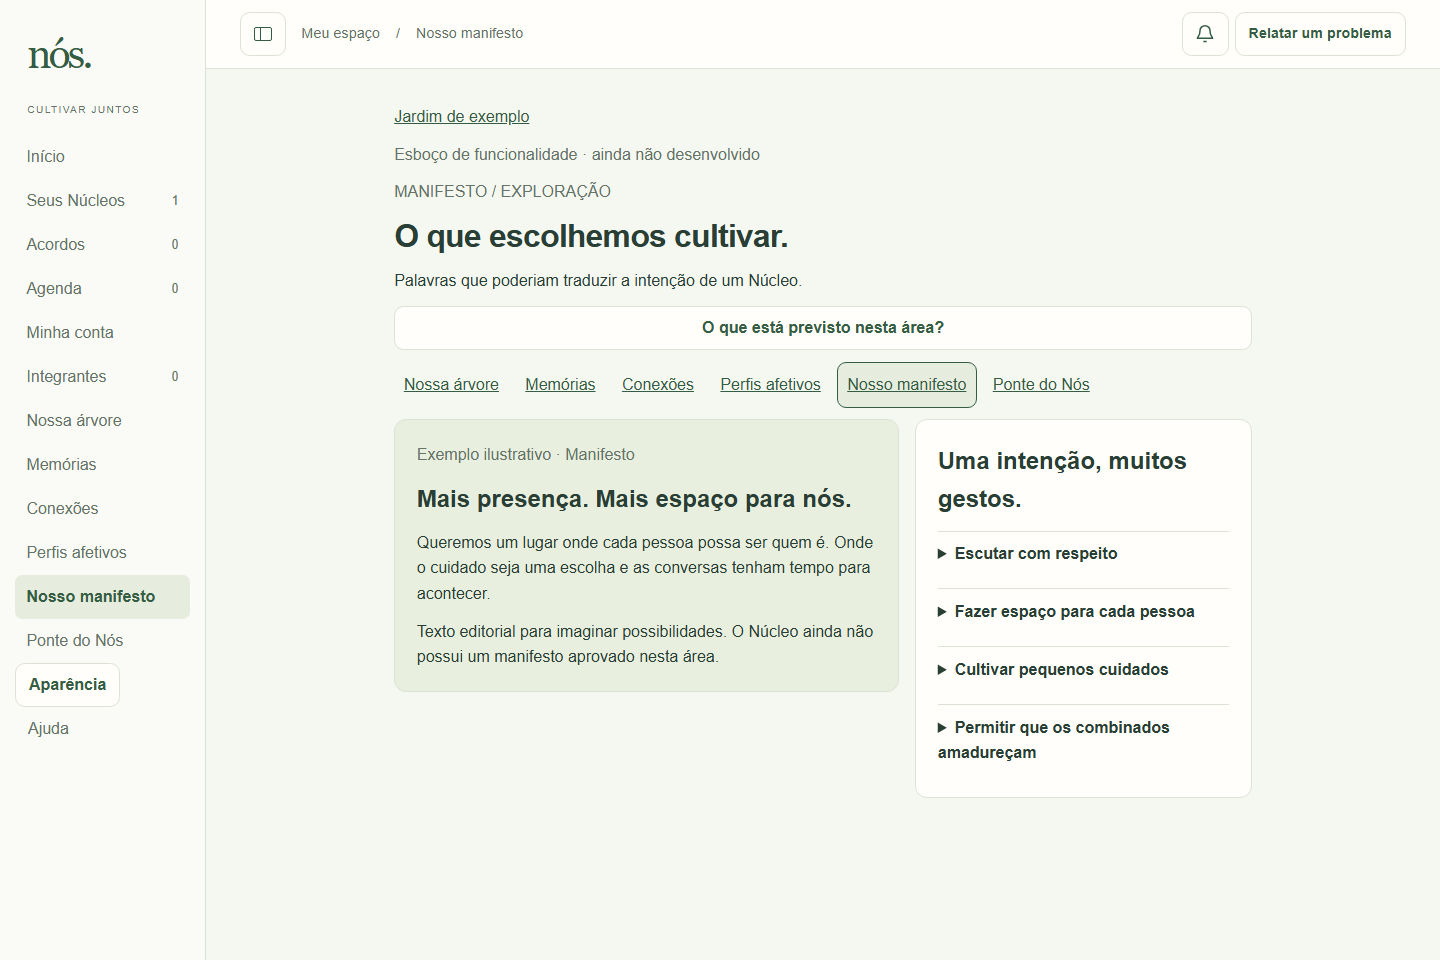 nós.
CULTIVAR JUNTOS
Início
Seus Núcleos 1
Acordos 0
Agenda 0
Minha conta
Integrantes 0
Nossa árvore
Memórias
Conexões
Perfis afetivos
Nosso manifesto
Ponte do Nós
Aparência
Ajuda
Meu espaço / Nosso manifesto
Relatar um problema
Jardim de exemplo
Esboço de funcionalidade · ainda não desenvolvido
MANIFESTO / EXPLORAÇÃO
O que escolhemos cultivar.
Palavras que poderiam traduzir a intenção de um Núcleo.
O que está previsto nesta área?
Nossa árvore Memórias Conexões Perfis afetivos Nosso manifesto Ponte do Nós
Exemplo ilustrativo · Manifesto
Mais presença. Mais espaço para nós.
Queremos um lugar onde cada pessoa possa ser quem é. Onde
o cuidado seja uma escolha e as conversas tenham tempo para
acontecer.
Texto editorial para imaginar possibilidades. O Núcleo ainda não
possui um manifesto aprovado nesta área.
Uma intenção, muitos
gestos.
Escutar com respeito
Fazer espaço para cada pessoa
Cultivar pequenos cuidados
Permitir que os combinados
amadureçam